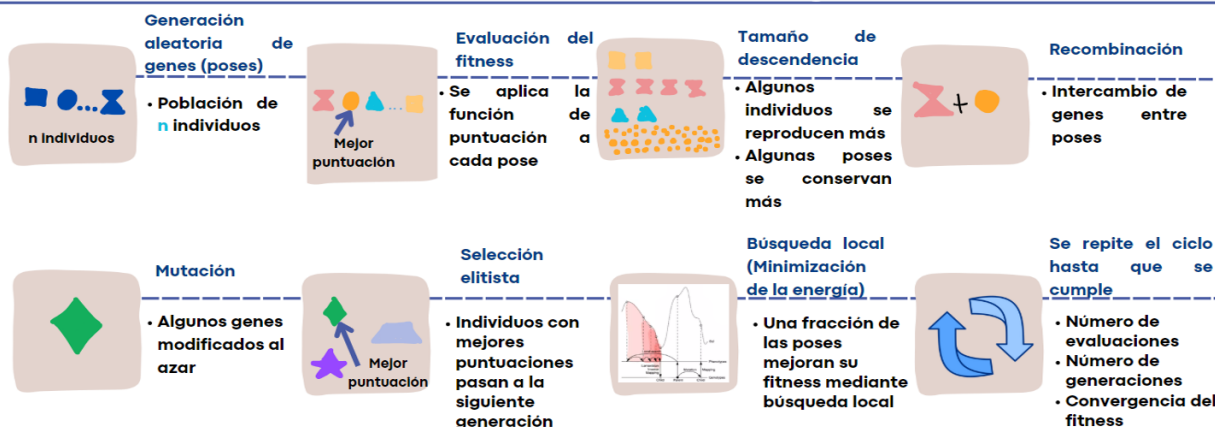 Generación
aleatoria de
genes (poses)
n individuos
• Población de
n individuos
Evaluación del
fitness
Mejor
puntuación
• Se aplica la
función de
puntuación a
cada pose
Tamaño de
descendencia
• Algunos
individuos se
reproducen más
• Algunas poses
se conservan
más
Recombinación
• Intercambio de
genes entre
poses
Mutación
• Algunos genes
modificados al
azar
Selección
elitista
Mejor
puntuación
• Individuos con
mejores
puntuaciones
pasan a la
siguiente
generación
Búsqueda local
(Minimización
de la energía)
• Una fracción de
las poses
mejoran su
fitness mediante
búsqueda local
Se repite el ciclo
hasta que se
cumple
• Número de
evaluaciones
• Número de
generaciones
• Convergencia del
fitness